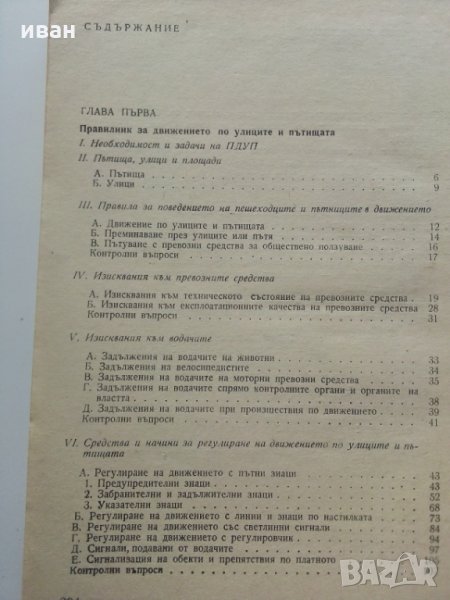 иван
СЪДЪРЖАНИЕ
ГЛАВА ПЪРВА
Правилник за движението по улиците и пътищата
I. Необходимост и задачи на ПДУП
II. Пътища, улици и площади
А. Пътища 6
Б. Улици 9
III. Правила за поведението на пешеходците и пътниците в движението
А. Движение по улиците и пътищата 12
Б. Преминаване през улиците или пътя 14
В. Пътуване с превозни средства за обществено ползуване 16
Контролни въпроси 17
IV. Изисквания към превозните средства
А. Изисквания към техническото състояние на превозните средства 19
Б. Изисквания към експлоатационните качества на превозните средства 28
Контролни въпроси 31
V. Изисквания към водачите
А. Задължения на водачите на животни 33
Б. Задължения на велосипедистите 34
В. Задължения на водачите на моторни превозни средства 35
Г. Задължения на водачите спрямо контролните органи и органите на
властта 38
Д. Задължения на водачите при произшествия по движението 39
Контролни въпроси 41
VI. Средства и начини за регулиране на движението по улиците и пъ-
тищата
А. Регулиране на движението с пътни знаци 43
1. Предупредителни знаци 43
2. Забранителни и задължителни знаци 52
3. Указателни знаци 68
Б. Регулиране на движението с линии и знаци по настилката 73
В. Регулиране на движението със светлинни сигнали 84
Г. Регулиране на движението с регулировчик 94
Д. Сигнали, подавани от водачите 97
Е. Сигнализация на обекти и препятствия по платното
Контролни въпроси
bazar.bg